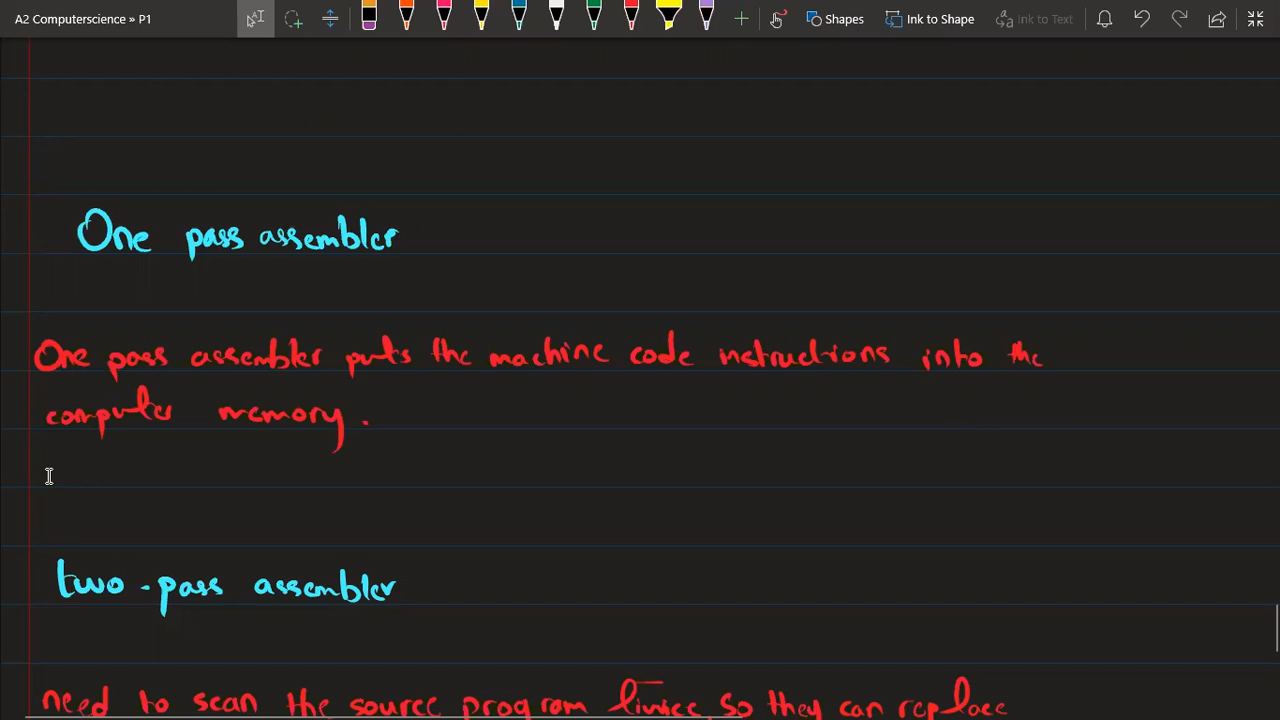 A2 Computerscience » P1
Shapes
Ink to Shape
Ink to Text
One pass assembler
One pass assembler puts the machine code instructions into the
computer memory.
two-pass assembler
need to scan the source program twice, so they can replace